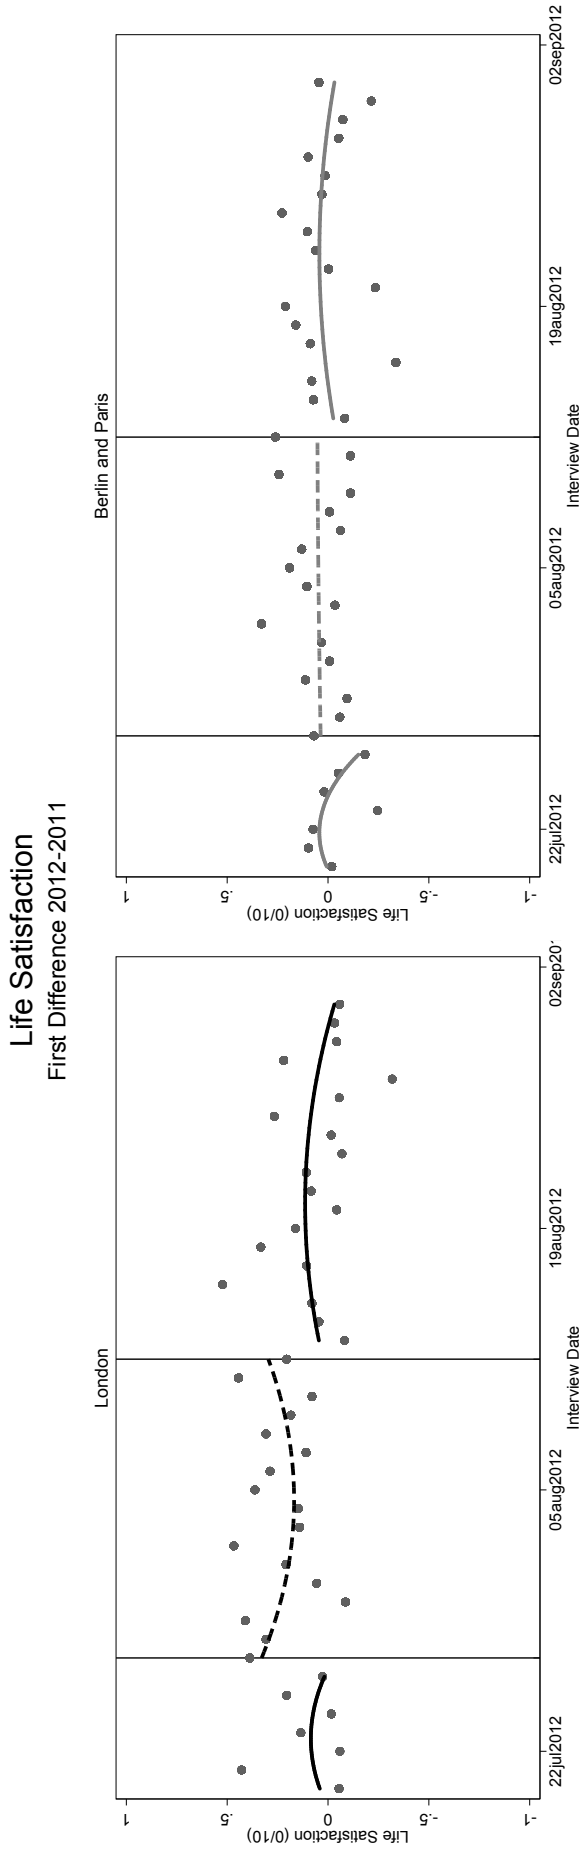 Life Satisfaction
First Difference 2012-2011
London
1
.5
0
-.5
-1
Life Satisfaction (0/10)
22jul2012
05aug2012
19aug2012
02sep20
Interview Date
Berlin and Paris
1
.5
0
-.5
-1
Life Satisfaction (0/10)
22jul2012
05aug2012
19aug2012
02sep2012
Interview Date